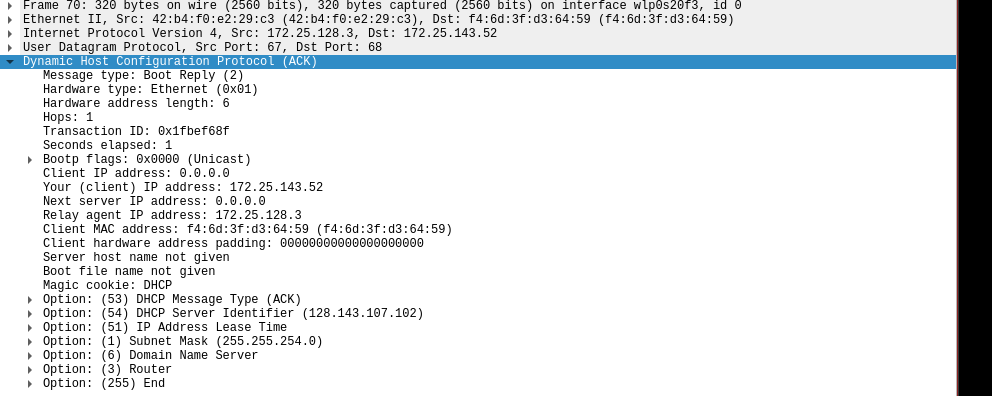 Frame 70: 320 bytes on wire (2560 bits), 320 bytes captured (2560 bits) on interface wlp0s20f3, id 0
Ethernet II, Src: 42:b4:f0:e2:29:c3 (42:b4:f0:e2:29:c3), Dst: f4:6d:3f:d3:64:59 (f4:6d:3f:d3:64:59)
Internet Protocol Version 4, Src: 172.25.128.3, Dst: 172.25.143.52
User Datagram Protocol, Src Port: 67, Dst Port: 68
Dynamic Host Configuration Protocol (ACK)
Message type: Boot Reply (2)
Hardware type: Ethernet (0x01)
Hardware address length: 6
Hops: 1
Transaction ID: 0x1fbef68f
Seconds elapsed: 1
Bootp flags: 0x0000 (Unicast)
Client IP address: 0.0.0.0
Your (client) IP address: 172.25.143.52
Next server IP address: 0.0.0.0
Relay agent IP address: 172.25.128.3
Client MAC address: f4:6d:3f:d3:64:59 (f4:6d:3f:d3:64:59)
Client hardware address padding: 00000000000000000000
Server host name not given
Boot file name not given
Magic cookie: DHCP
Option: (53) DHCP Message Type (ACK)
Option: (54) DHCP Server Identifier (128.143.107.102)
Option: (51) IP Address Lease Time
Option: (1) Subnet Mask (255.255.254.0)
Option: (6) Domain Name Server
Option: (3) Router
Option: (255) End